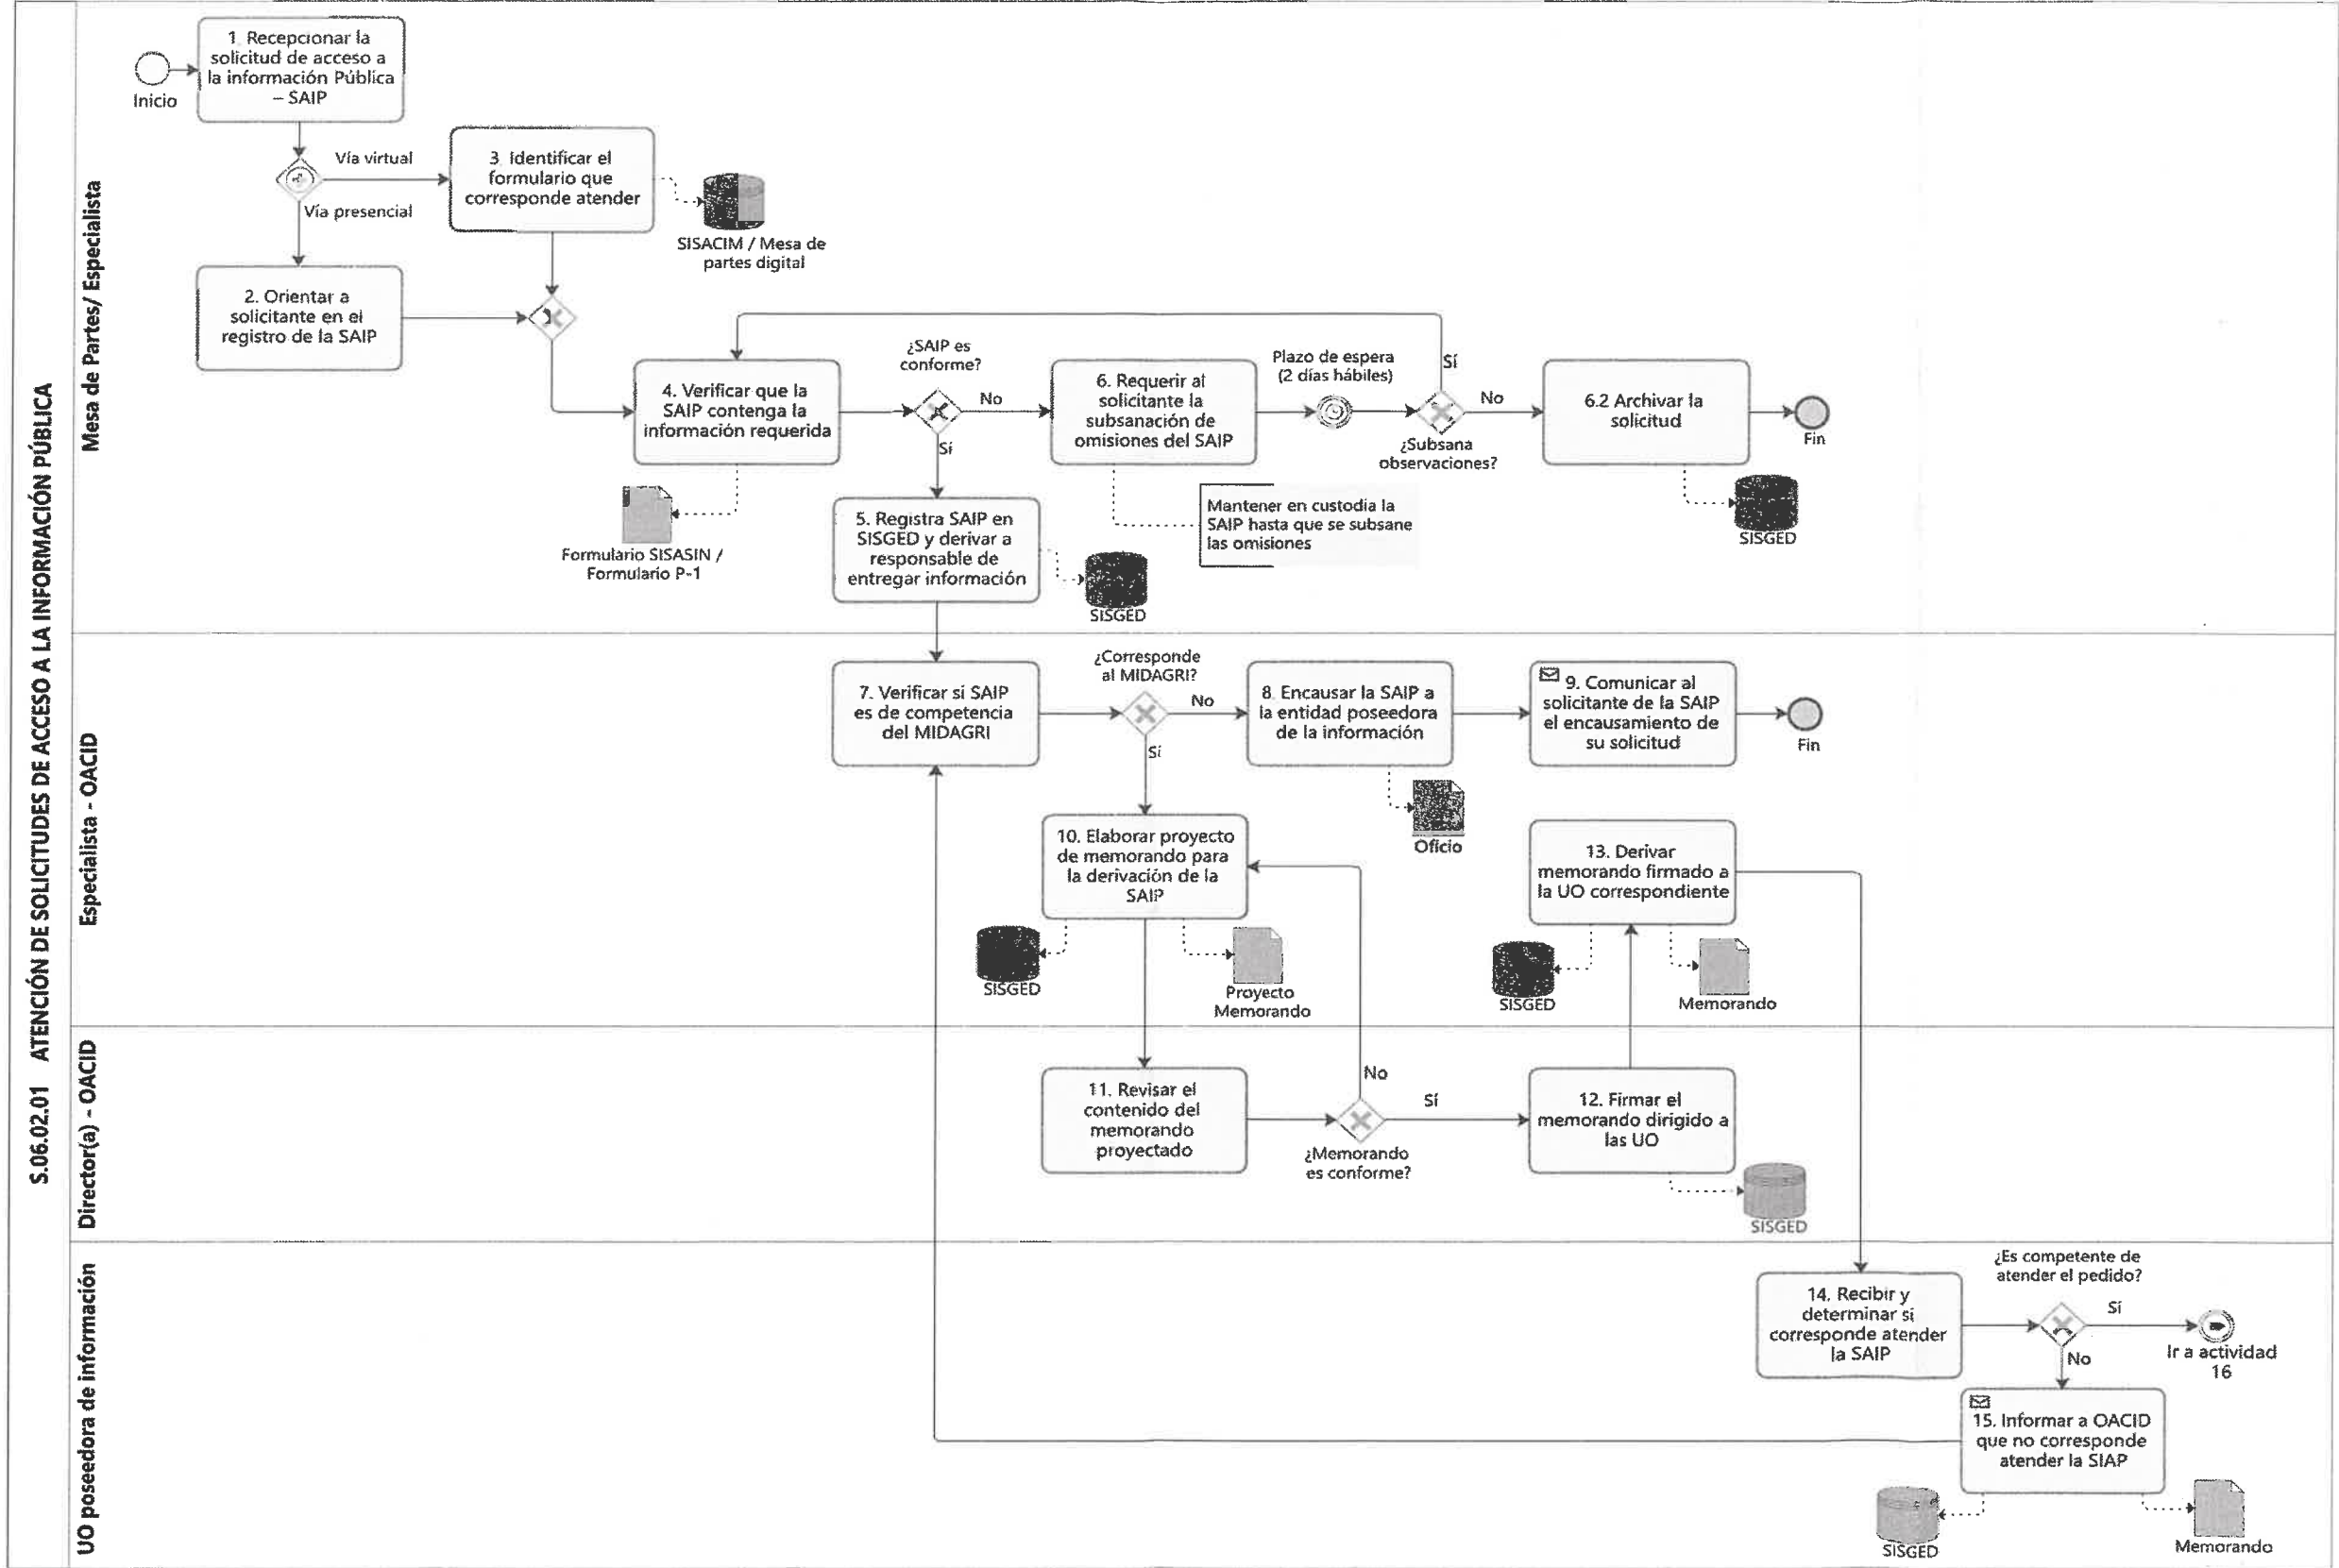 S.06.02.01 ATENCIÓN DE SOLICITUDES DE ACCESO A LA INFORMACIÓN PÚBLICA
Mesa de Partes/ Especialista
Inicio
1. Recepcionar la
solicitud de acceso a
la información Pública
– SAIP
Vía virtual
Vía presencial
3. Identificar el
formulario que
corresponde atender
SISACIM / Mesa de
partes digital
2. Orientar a
solicitante en el
registro de la SAIP
4. Verificar que la
SAIP contenga la
información requerida
Formulario SISASIN /
Formulario P-1
¿SAIP es
conforme?
No
Sí
5. Registra SAIP en
SISGED y derivar a
responsable de
entregar información
SISGED
6. Requerir al
solicitante la
subsanación de
omisiones del SAIP
Mantener en custodia la
SAIP hasta que se subsane
las omisiones
Plazo de espera
(2 días hábiles)
Sí
No
¿Subsana
observaciones?
6.2 Archivar la
solicitud
Fin
SISGED
Especialista - OACID
7. Verificar si SAIP
es de competencia
del MIDAGRI
¿Corresponde
al MIDAGRI?
No
Sí
8. Encausar la SAIP a
la entidad poseedora
de la información
Oficio
9. Comunicar al
solicitante de la SAIP
el encausamiento de
su solicitud
Fin
10. Elaborar proyecto
de memorando para
la derivación de la
SAIP
SISGED
Proyecto
Memorando
13. Derivar
memorando firmado a
la UO correspondiente
SISGED
Memorando
Director(a) - OACID
11. Revisar el
contenido del
memorando
proyectado
No
Sí
¿Memorando
es conforme?
12. Firmar el
memorando dirigido a
las UO
SISGED
UO poseedora de información
14. Recibir y
determinar si
corresponde atender
la SAIP
¿Es competente de
atender el pedido?
Sí
No
Ir a actividad
16
15. Informar a OACID
que no corresponde
atender la SIAP
SISGED
Memorando